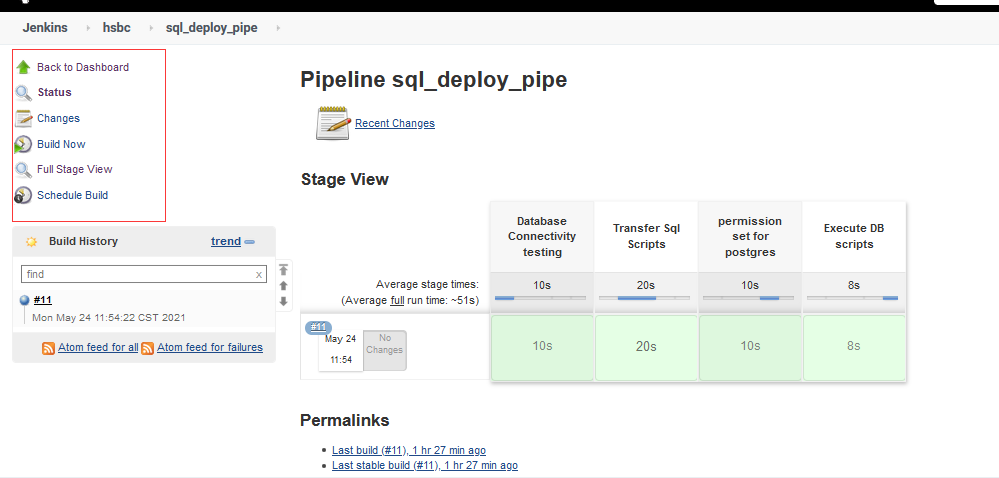 Jenkins hsbc sql_deploy_pipe
Back to Dashboard
Status
Changes
Build Now
Full Stage View
Schedule Build
Build History trend
find x
#11
Mon May 24 11:54:22 CST 2021
Atom feed for all Atom feed for failures
Pipeline sql_deploy_pipe
Recent Changes
Stage View
Database
Connectivity
testing
Transfer Sql
Scripts
permission
set for
postgres
Execute DB
scripts
Average stage times:
(Average full run time: ~51s)
10s 20s 10s 8s
#11
May 24
11:54
No
Changes
10s 20s 10s 8s
Permalinks
Last build (#11), 1 hr 27 min ago
Last stable build (#11), 1 hr 27 min ago